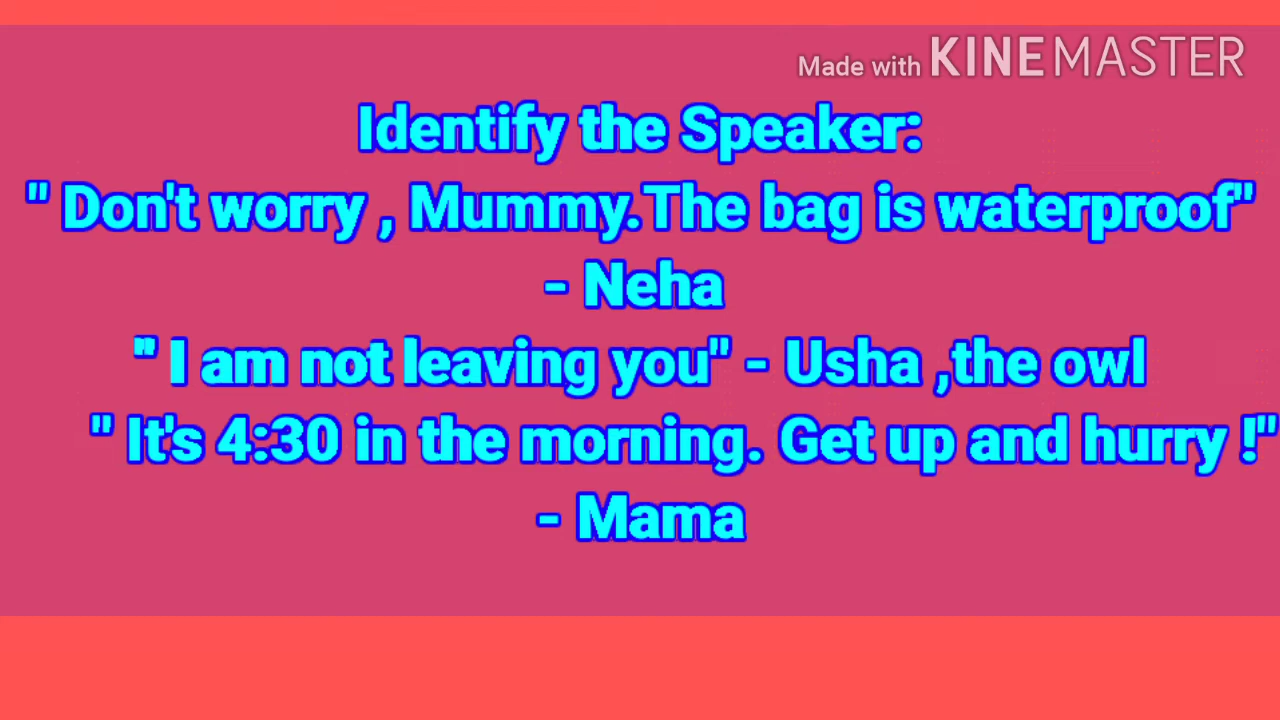 Made with KINEMASTER
Identify the Speaker:
" Don't worry , Mummy.The bag is waterproof"
- Neha
" I am not leaving you" - Usha ,the owl
" It's 4:30 in the morning. Get up and hurry !"
- Mama